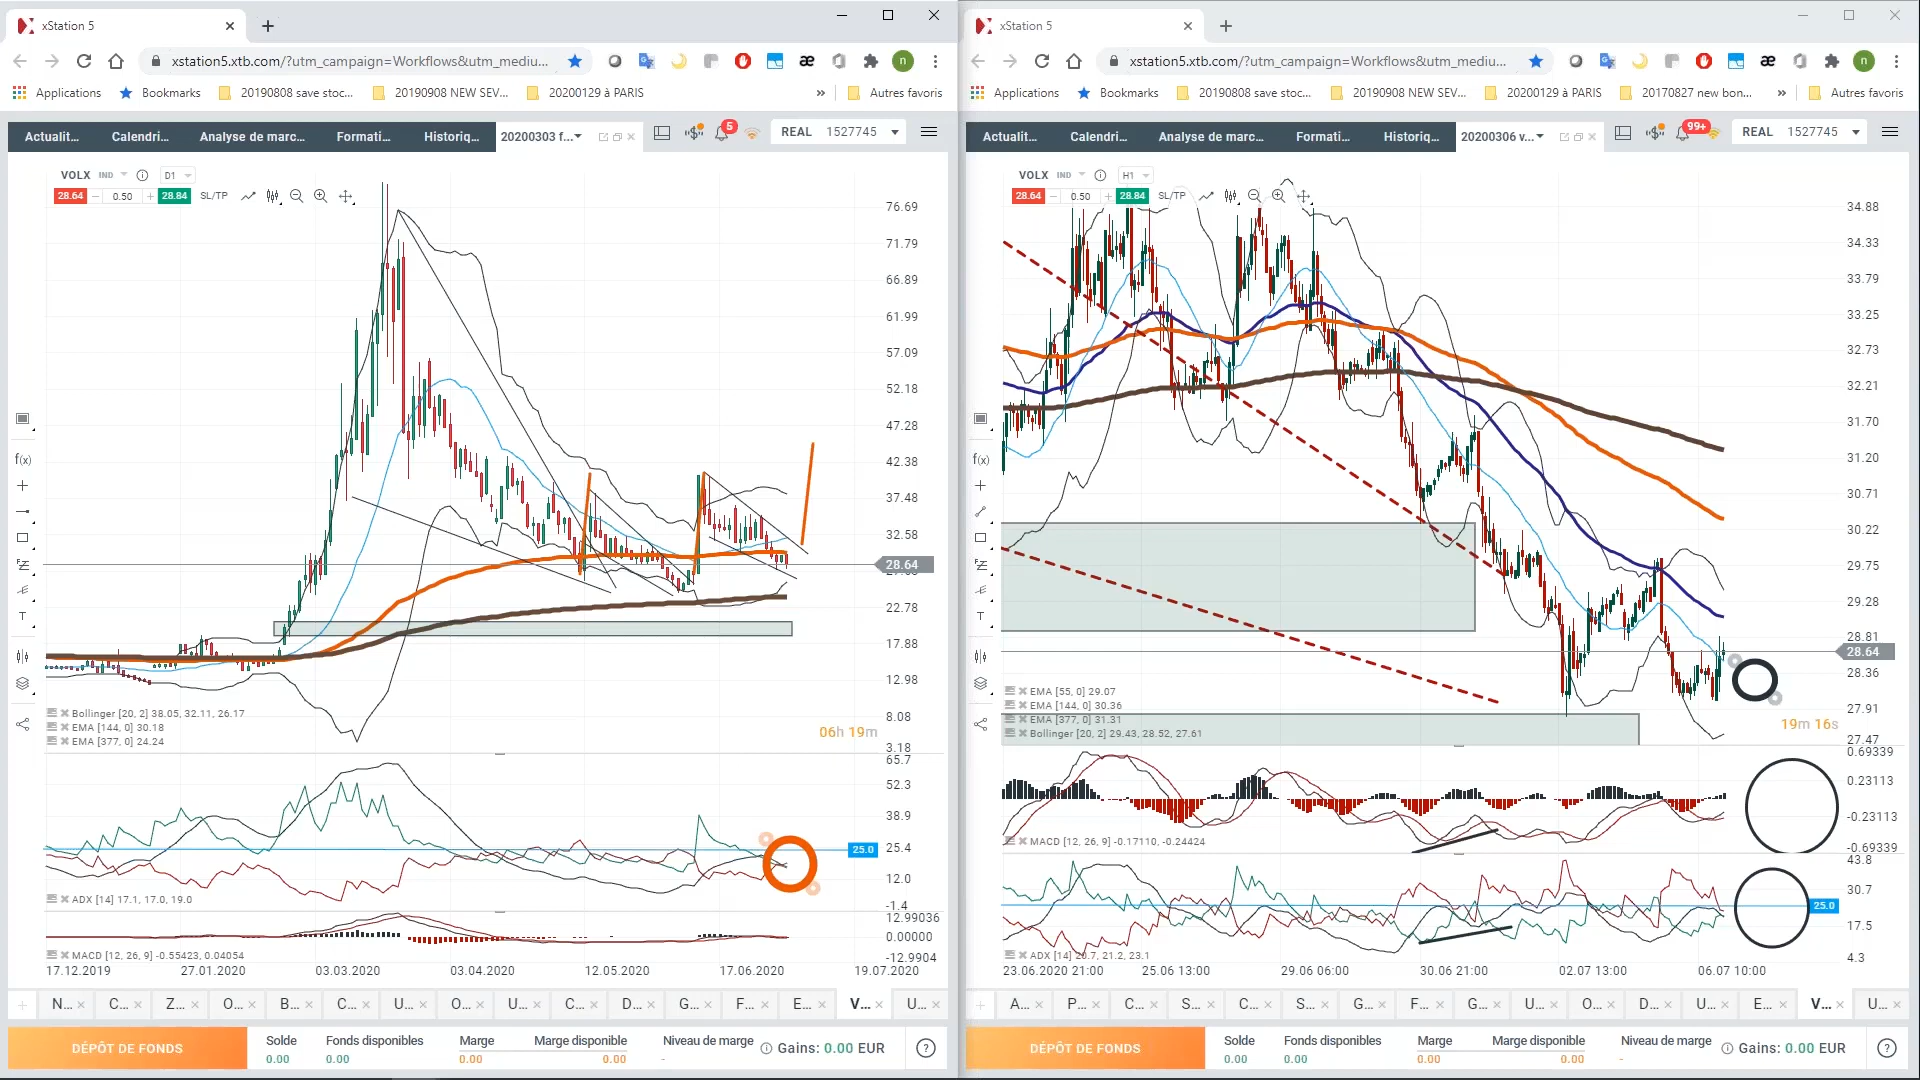 xStation 5
xstation5.xtb.com/?utm_campaign=Workflows&utm_mediu...
Applications Bookmarks 20190808 save stoc... 20190908 NEW SEV... 20200129 à PARIS » Autres favoris
Actualit... Calendri... Analyse de marc... Formati... Historiq... 20200303 f... 5 REAL 1527745
VOLX IND D1
28.64 0.50 28.84 SL/TP
76.69
71.79
66.89
61.99
57.09
52.18
47.28
42.38
37.48
32.58
28.64
22.78
17.88
12.98
8.08
3.18
f(x)
T
Bollinger [20, 2] 38.05, 32.11, 26.17
EMA [144, 0] 30.18
EMA [377, 0] 24.24
06h 19m
65.7
52.3
38.9
25.4
25.0
12.0
-1.4
ADX [14] 17.1, 17.0, 19.0
12.99036
0.00000
-12.9904
MACD [12, 26, 9] -0.55423, 0.04054
17.12.2019 27.01.2020 03.03.2020 03.04.2020 12.05.2020 17.06.2020 19.07.2020
N... C... Z... O... B... C... U... O... U... C... D... G... F... E... V... U...
DÉPÔT DE FONDS
Solde Fonds disponibles Marge Marge disponible Niveau de marge Gains: 0.00 EUR
0.00 0.00 0.00 0.00 -
xStation 5
xstation5.xtb.com/?utm_campaign=Workflows&utm_mediu...
Applications Bookmarks 20190808 save stoc... 20190908 NEW SEV... 20200129 à PARIS 20170827 new bon... » Autres favoris
Actualit... Calendri... Analyse de marc... Formati... Historiq... 20200306 v... 99+ REAL 1527745
VOLX IND H1
28.64 0.50 28.84 SL/TP
34.88
34.33
33.79
33.25
32.73
32.21
31.70
31.20
30.71
30.22
29.75
29.28
28.81
28.64
28.36
27.91
27.47
f(x)
T
EMA [55, 0] 29.07
EMA [144, 0] 30.36
EMA [377, 0] 31.31
Bollinger [20, 2] 29.43, 28.52, 27.61
19m 16s
0.69339
0.23113
-0.23113
-0.69339
MACD [12, 26, 9] -0.17110, -0.24424
43.8
30.7
25.0
17.5
4.3
ADX [14] 20.7, 21.2, 23.1
23.06.2020 21:00 25.06 13:00 29.06 06:00 30.06 21:00 02.07 13:00 06.07 10:00
A... P... C... S... C... S... G... F... G... U... O... D... U... E... V... U...
DÉPÔT DE FONDS
Solde Fonds disponibles Marge Marge disponible Niveau de marge Gains: 0.00 EUR
0.00 0.00 0.00 0.00 -